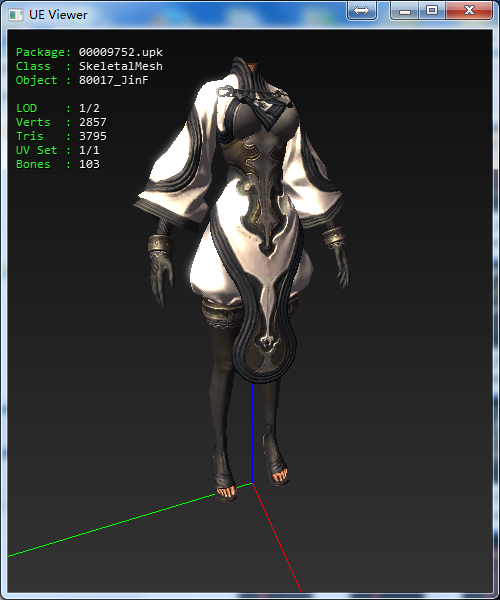 UE Viewer
Package: 00009752.upk
Class : SkeletalMesh
Object : 80017_JinF
LOD : 1/2
Verts : 2857
Tris : 3795
UV Set : 1/1
Bones : 103